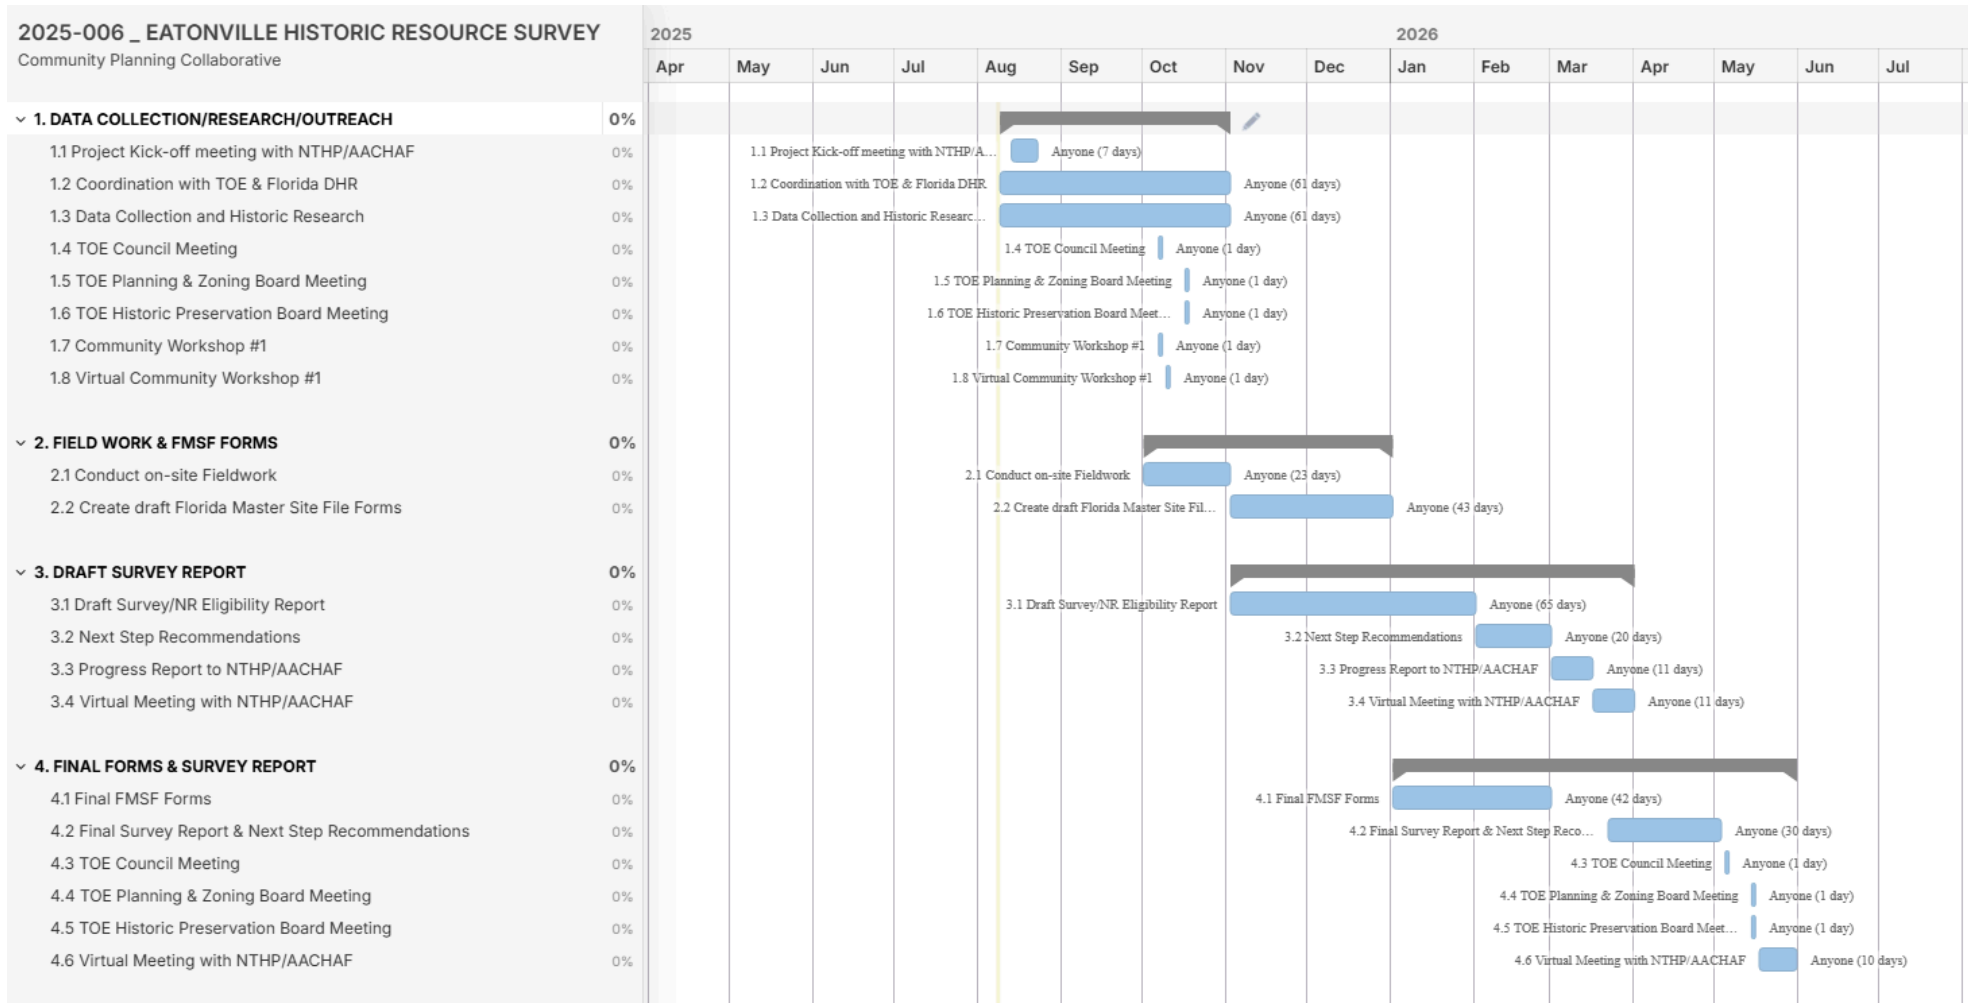 2025-006 _ EATONVILLE HISTORIC RESOURCE SURVEY
Community Planning Collaborative
2025 2026
Apr May Jun Jul Aug Sep Oct Nov Dec Jan Feb Mar Apr May Jun Jul
1. DATA COLLECTION/RESEARCH/OUTREACH 0%
1.1 Project Kick-off meeting with NTHP/AACHAF 0% 1.1 Project Kick-off meeting with NTHP/A... Anyone (7 days)
1.2 Coordination with TOE & Florida DHR 0% 1.2 Coordination with TOE & Florida DHR Anyone (61 days)
1.3 Data Collection and Historic Research 0% 1.3 Data Collection and Historic Researc... Anyone (61 days)
1.4 TOE Council Meeting 0% 1.4 TOE Council Meeting Anyone (1 day)
1.5 TOE Planning & Zoning Board Meeting 0% 1.5 TOE Planning & Zoning Board Meeting Anyone (1 day)
1.6 TOE Historic Preservation Board Meeting 0% 1.6 TOE Historic Preservation Board Meet... Anyone (1 day)
1.7 Community Workshop #1 0% 1.7 Community Workshop #1 Anyone (1 day)
1.8 Virtual Community Workshop #1 0% 1.8 Virtual Community Workshop #1 Anyone (1 day)
2. FIELD WORK & FMSF FORMS 0%
2.1 Conduct on-site Fieldwork 0% 2.1 Conduct on-site Fieldwork Anyone (23 days)
2.2 Create draft Florida Master Site File Forms 0% 2.2 Create draft Florida Master Site Fil... Anyone (43 days)
3. DRAFT SURVEY REPORT 0%
3.1 Draft Survey/NR Eligibility Report 0% 3.1 Draft Survey/NR Eligibility Report Anyone (65 days)
3.2 Next Step Recommendations 0% 3.2 Next Step Recommendations Anyone (20 days)
3.3 Progress Report to NTHP/AACHAF 0% 3.3 Progress Report to NTHP/AACHAF Anyone (11 days)
3.4 Virtual Meeting with NTHP/AACHAF 0% 3.4 Virtual Meeting with NTHP/AACHAF Anyone (11 days)
4. FINAL FORMS & SURVEY REPORT 0%
4.1 Final FMSF Forms 0% 4.1 Final FMSF Forms Anyone (42 days)
4.2 Final Survey Report & Next Step Recommendations 0% 4.2 Final Survey Report & Next Step Reco... Anyone (30 days)
4.3 TOE Council Meeting 0% 4.3 TOE Council Meeting Anyone (1 day)
4.4 TOE Planning & Zoning Board Meeting 0% 4.4 TOE Planning & Zoning Board Meeting Anyone (1 day)
4.5 TOE Historic Preservation Board Meeting 0% 4.5 TOE Historic Preservation Board Meet... Anyone (1 day)
4.6 Virtual Meeting with NTHP/AACHAF 0% 4.6 Virtual Meeting with NTHP/AACHAF Anyone (10 days)